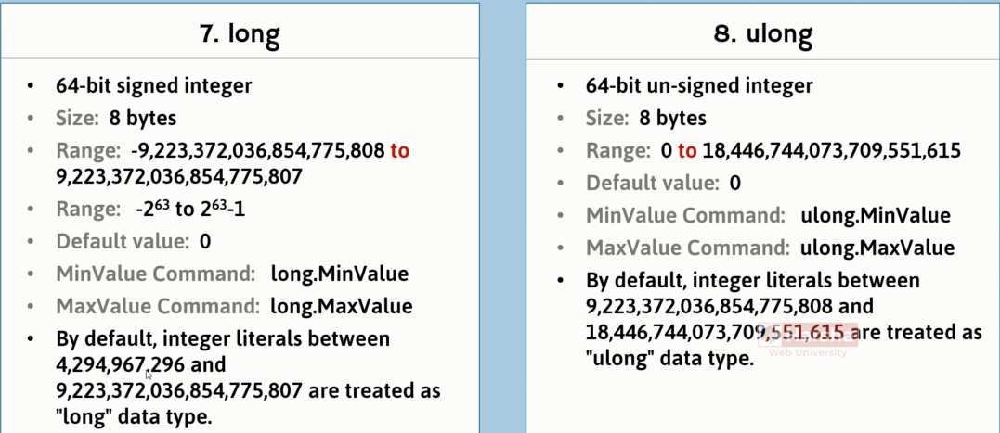 7. long
• 64-bit signed integer
• Size: 8 bytes
• Range: -9,223,372,036,854,775,808 to
9,223,372,036,854,775,807
• Range: -2⁶³ to 2⁶³-1
• Default value: 0
• MinValue Command: long.MinValue
• MaxValue Command: long.MaxValue
• By default, integer literals between
4,294,967,296 and
9,223,372,036,854,775,807 are treated as
"long" data type.
8. ulong
• 64-bit un-signed integer
• Size: 8 bytes
• Range: 0 to 18,446,744,073,709,551,615
• Default value: 0
• MinValue Command: ulong.MinValue
• MaxValue Command: ulong.MaxValue
• By default, integer literals between
9,223,372,036,854,775,808 and
18,446,744,073,709,551,615 are treated as
"ulong" data type.
Web University